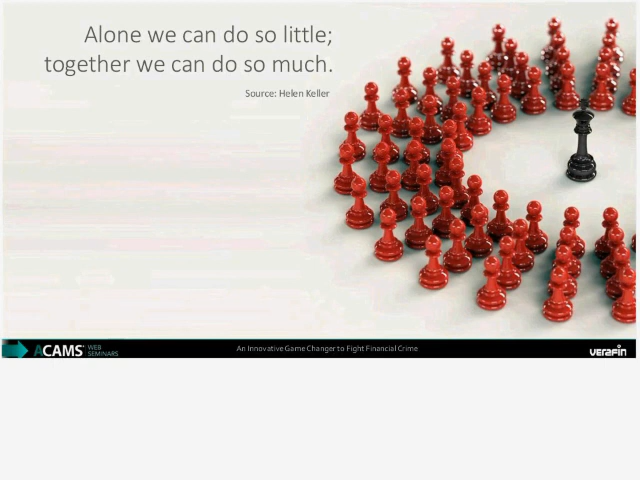 Alone we can do so little;
together we can do so much.
Source: Helen Keller
ACAMS WEB
SEMINARS
An Innovative Game Changer to Fight Financial Crime
verafin